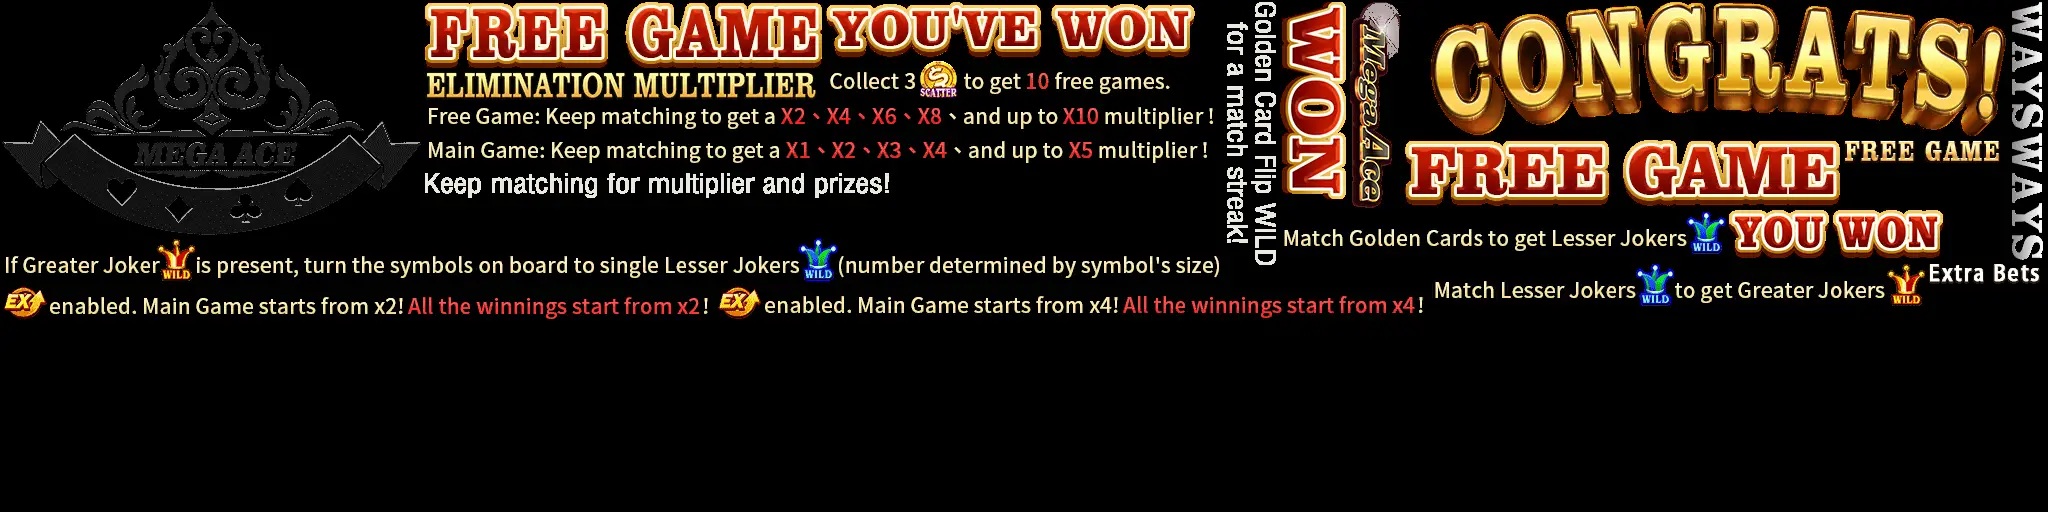 MEGA ACE
FREE GAME
YOU'VE WON
ELIMINATION MULTIPLIER
Collect 3 SCATTER to get 10 free games.
Free Game: Keep matching to get a X2、X4、X6、X8、and up to X10 multiplier !
Main Game: Keep matching to get a X1、X2、X3、X4、and up to X5 multiplier !
Keep matching for multiplier and prizes!
Golden Card Flip WILD
for a match streak!
WON
Mega Ace
CONGRATS!
FREE GAME
FREE GAME
WAYSWAYS
Match Golden Cards to get Lesser Jokers WILD
YOU WON
If Greater Joker WILD is present, turn the symbols on board to single Lesser Jokers WILD (number determined by symbol's size)
Extra Bets
Match Lesser Jokers WILD to get Greater Jokers WILD
EX enabled. Main Game starts from x2! All the winnings start from x2 !
EX enabled. Main Game starts from x4! All the winnings start from x4 !